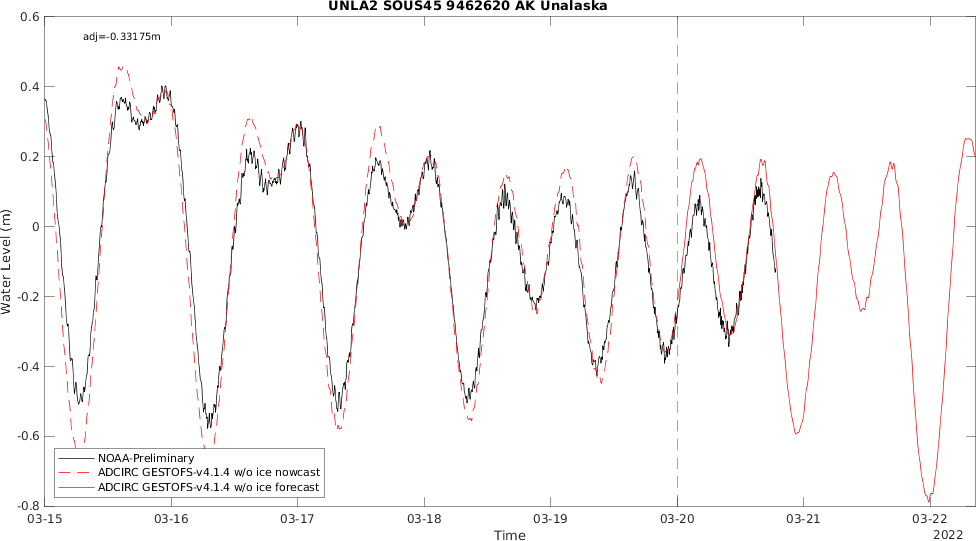 UNLA2 SOUS45 9462620 AK Unalaska
adj=-0.33175m
0.6
0.4
0.2
0
-0.2
-0.4
-0.6
-0.8
Water Level (m)
NOAA-Preliminary
ADCIRC GESTOFS-v4.1.4 w/o ice nowcast
ADCIRC GESTOFS-v4.1.4 w/o ice forecast
03-15 03-16 03-17 03-18 03-19 03-20 03-21 03-22
Time
2022